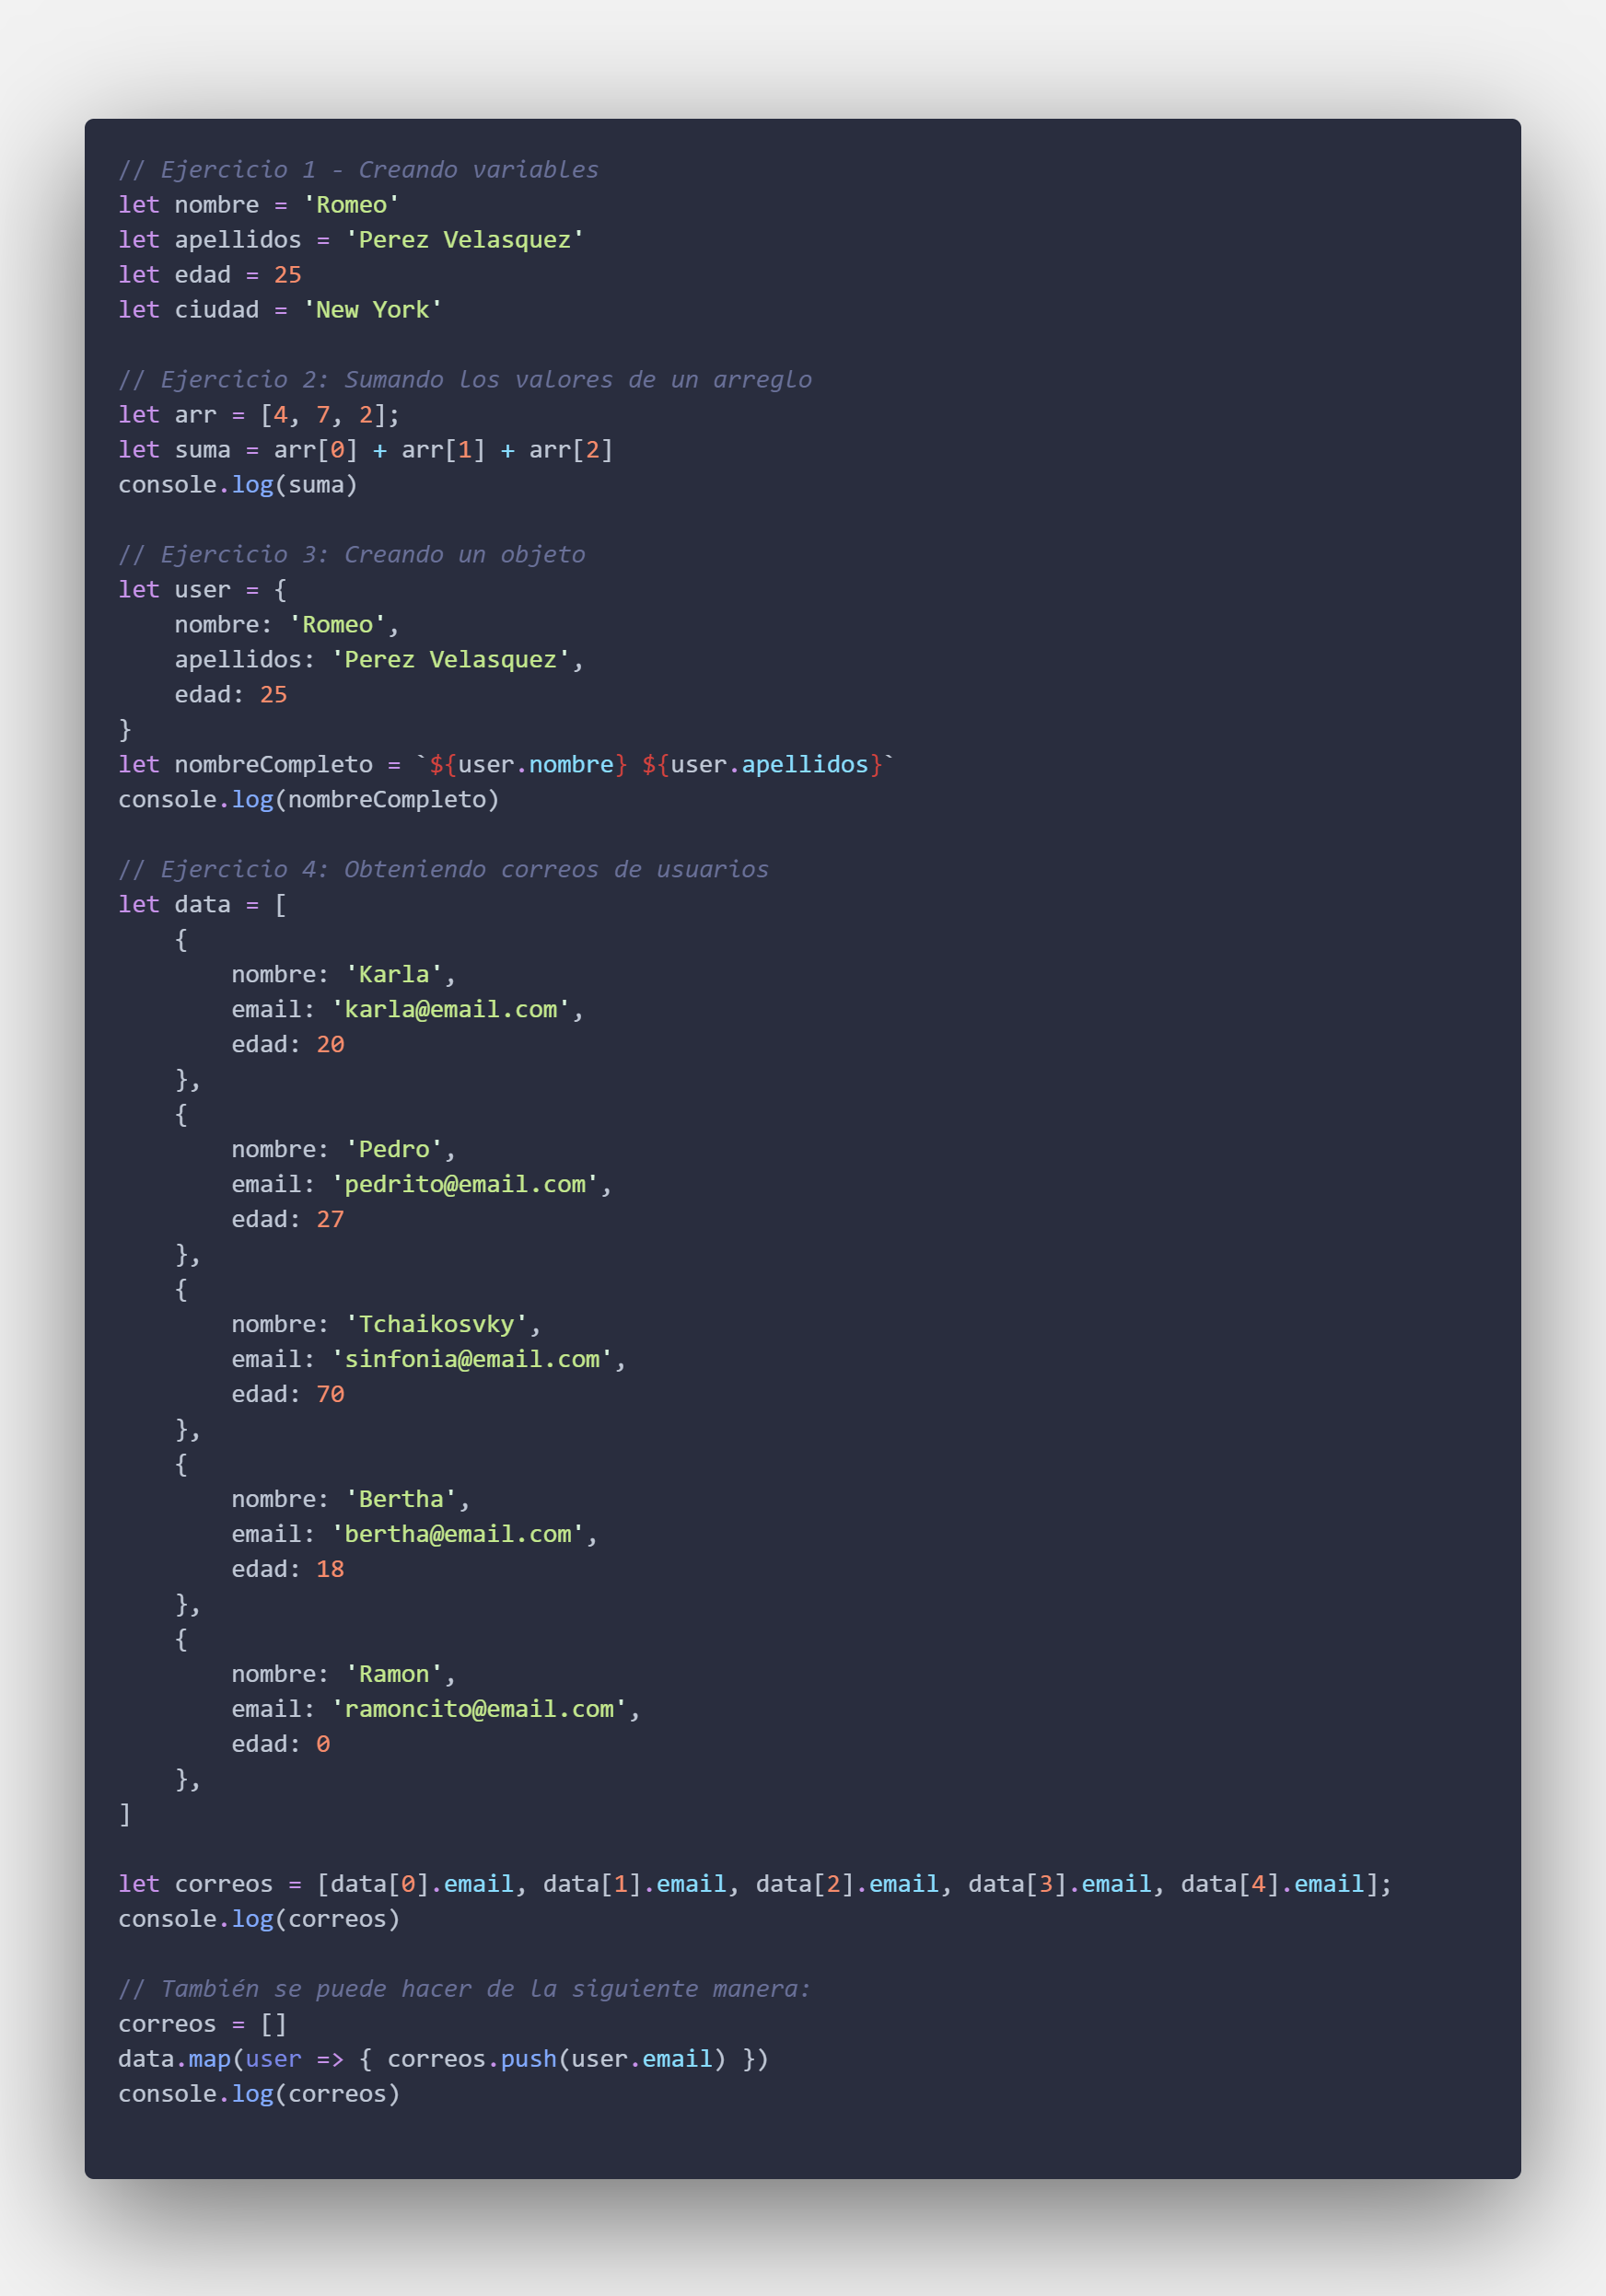 // Ejercicio 1 - Creando variables
let nombre = 'Romeo'
let apellidos = 'Perez Velasquez'
let edad = 25
let ciudad = 'New York'

// Ejercicio 2: Sumando los valores de un arreglo
let arr = [4, 7, 2];
let suma = arr[0] + arr[1] + arr[2]
console.log(suma)

// Ejercicio 3: Creando un objeto
let user = {
    nombre: 'Romeo',
    apellidos: 'Perez Velasquez',
    edad: 25
}
let nombreCompleto = `${user.nombre} ${user.apellidos}`
console.log(nombreCompleto)

// Ejercicio 4: Obteniendo correos de usuarios
let data = [
    {
        nombre: 'Karla',
        email: 'karla@email.com',
        edad: 20
    },
    {
        nombre: 'Pedro',
        email: 'pedrito@email.com',
        edad: 27
    },
    {
        nombre: 'Tchaikosvky',
        email: 'sinfonia@email.com',
        edad: 70
    },
    {
        nombre: 'Bertha',
        email: 'bertha@email.com',
        edad: 18
    },
    {
        nombre: 'Ramon',
        email: 'ramoncito@email.com',
        edad: 0
    },
]

let correos = [data[0].email, data[1].email, data[2].email, data[3].email, data[4].email];
console.log(correos)

// También se puede hacer de la siguiente manera:
correos = []
data.map(user => { correos.push(user.email) })
console.log(correos)